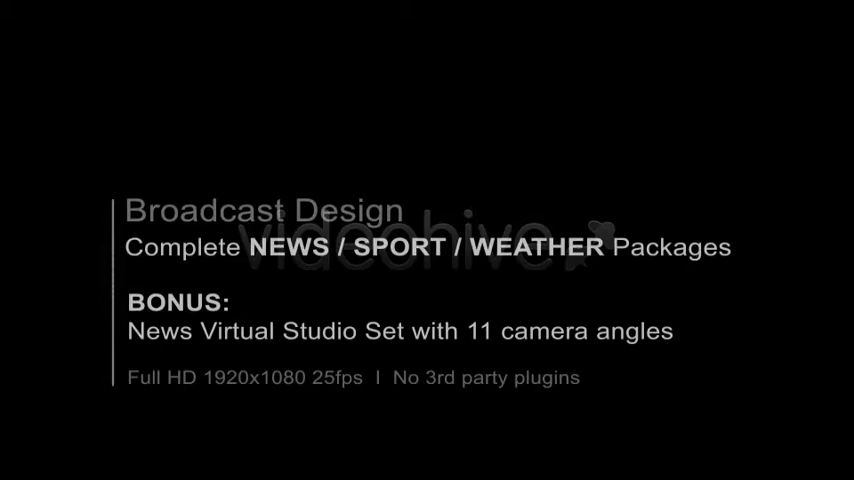 Broadcast Design
videohive
Complete NEWS / SPORT / WEATHER Packages
BONUS:
News Virtual Studio Set with 11 camera angles
Full HD 1920x1080 25fps I No 3rd party plugins